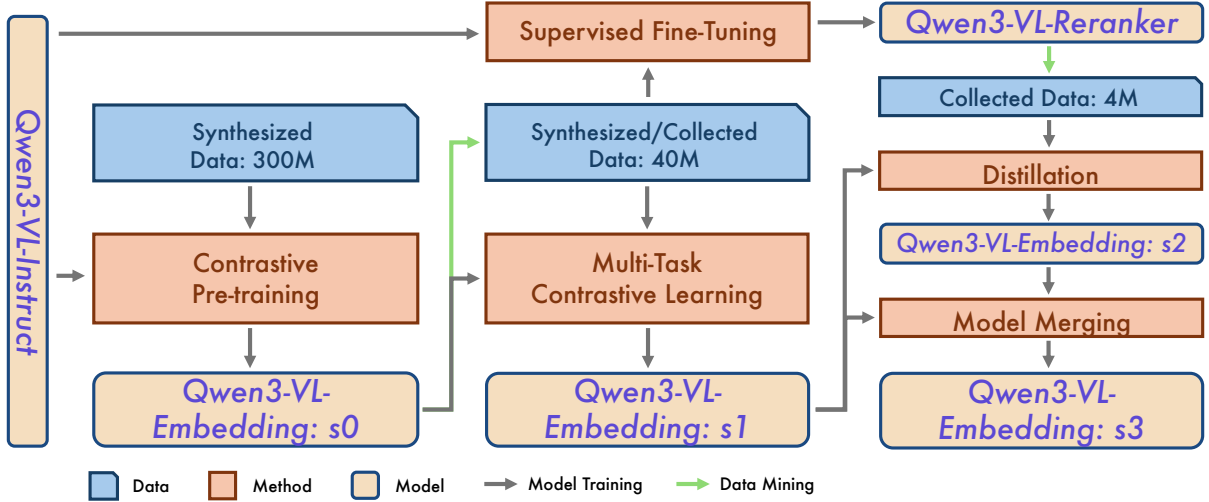 Qwen3-VL-Instruct
Supervised Fine-Tuning
Qwen3-VL-Reranker
Synthesized
Data: 300M
Synthesized/Collected
Data: 40M
Collected Data: 4M
Distillation
Contrastive
Pre-training
Multi-Task
Contrastive Learning
Qwen3-VL-Embedding: s2
Model Merging
Qwen3-VL-
Embedding: s0
Qwen3-VL-
Embedding: s1
Qwen3-VL-
Embedding: s3
Data
Method
Model
Model Training
Data Mining